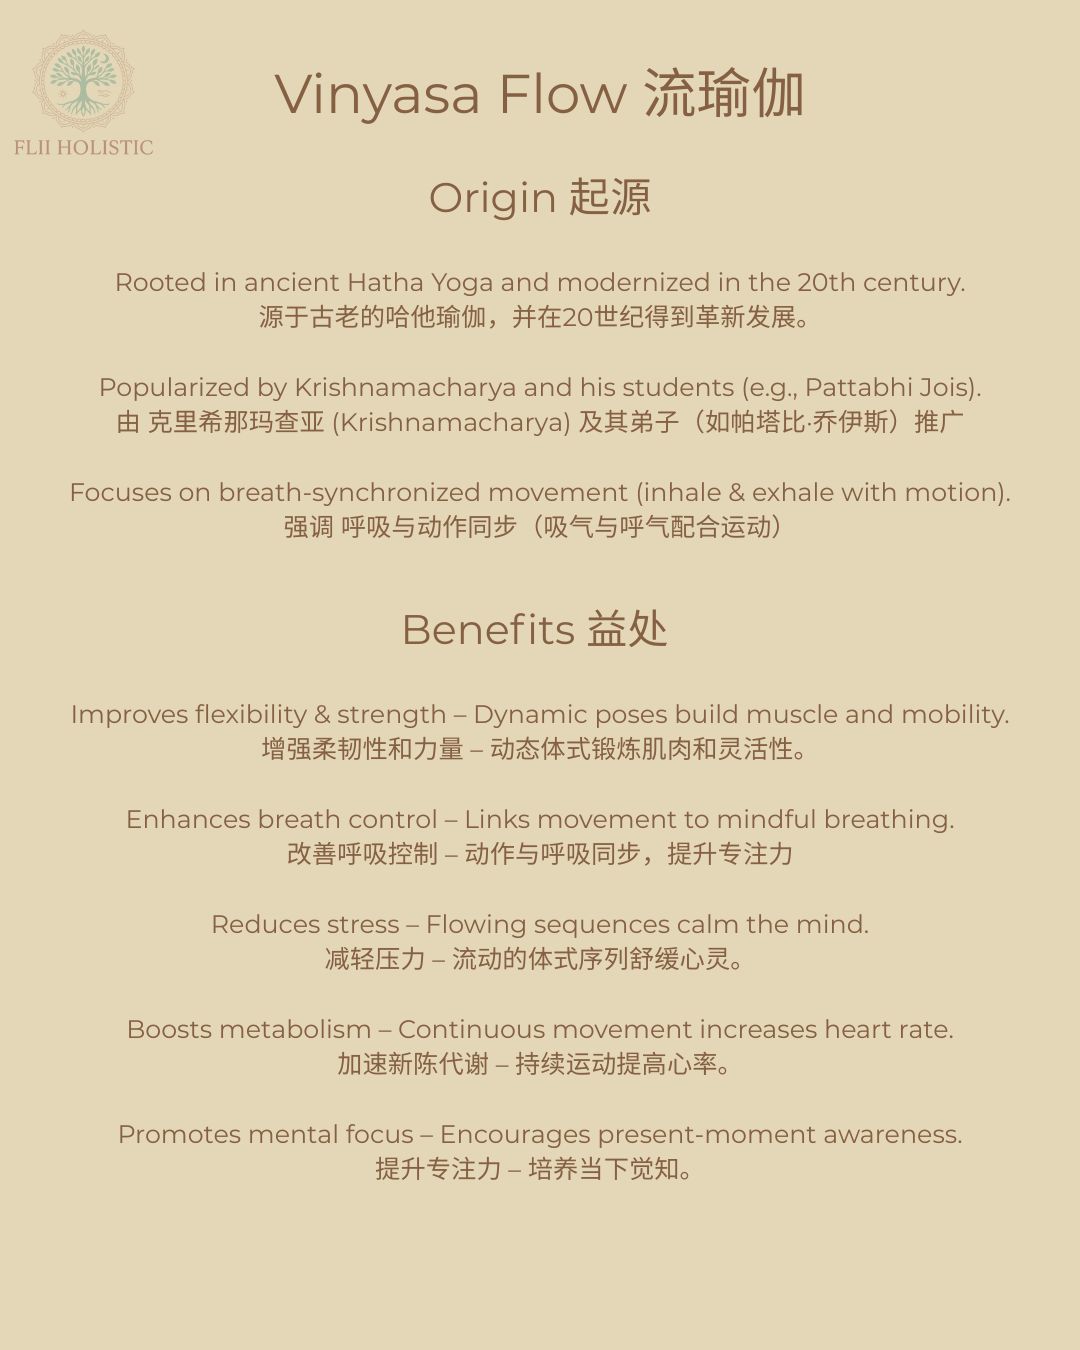 FLII HOLISTIC
Vinyasa Flow 流瑜伽
Origin 起源
Rooted in ancient Hatha Yoga and modernized in the 20th century.
源于古老的哈他瑜伽，并在20世纪得到革新发展。
Popularized by Krishnamacharya and his students (e.g., Pattabhi Jois).
由 克里希那玛查亚 (Krishnamacharya) 及其弟子（如帕塔比·乔伊斯）推广
Focuses on breath-synchronized movement (inhale & exhale with motion).
强调 呼吸与动作同步（吸气与呼气配合运动）
Benefits 益处
Improves flexibility & strength – Dynamic poses build muscle and mobility.
增强柔韧性和力量 – 动态体式锻炼肌肉和灵活性。
Enhances breath control – Links movement to mindful breathing.
改善呼吸控制 – 动作与呼吸同步，提升专注力
Reduces stress – Flowing sequences calm the mind.
减轻压力 – 流动的体式序列舒缓心灵。
Boosts metabolism – Continuous movement increases heart rate.
加速新陈代谢 – 持续运动提高心率。
Promotes mental focus – Encourages present-moment awareness.
提升专注力 – 培养当下觉知。